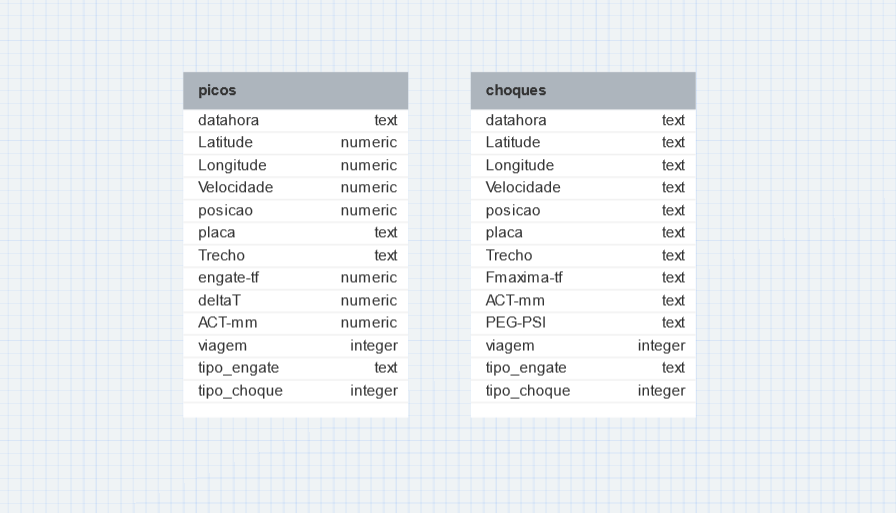 picos
datahora text
Latitude numeric
Longitude numeric
Velocidade numeric
posicao numeric
placa text
Trecho text
engate-tf numeric
deltaT numeric
ACT-mm numeric
viagem integer
tipo_engate text
tipo_choque integer
choques
datahora text
Latitude text
Longitude text
Velocidade text
posicao text
placa text
Trecho text
Fmaxima-tf text
ACT-mm text
PEG-PSI text
viagem integer
tipo_engate text
tipo_choque integer